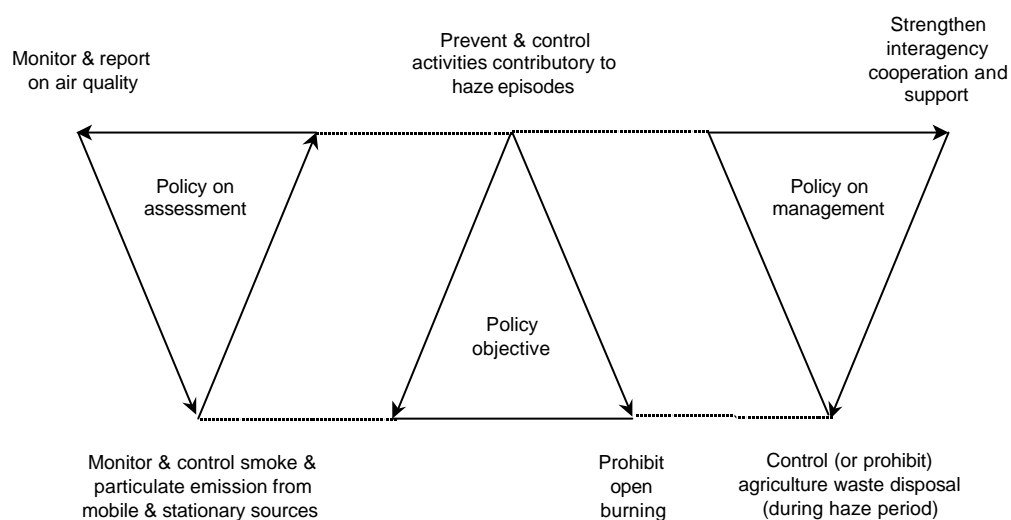 Monitor & report
on air quality
Prevent & control
activities contributory to
haze episodes
Strengthen
interagency
cooperation and
support
Policy on
assessment
Policy on
management
Policy
objective
Monitor & control smoke &
particulate emission from
mobile & stationary sources
Prohibit
open
burning
Control (or prohibit)
agriculture waste disposal
(during haze period)